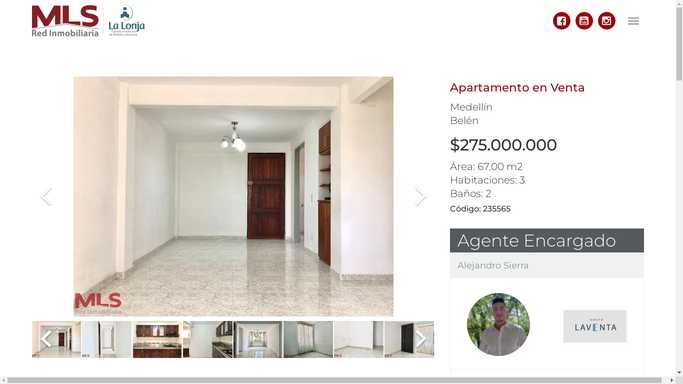 MLS
Red Inmobiliaria
La Lonja
Apartamento en Venta
Medellín
Belén
$275.000.000
Área: 67.00 m2
Habitaciones: 3
Baños: 2
Código: 235565
MLS
Red Inmobiliaria
Agente Encargado
Alejandro Sierra
LAVENTA